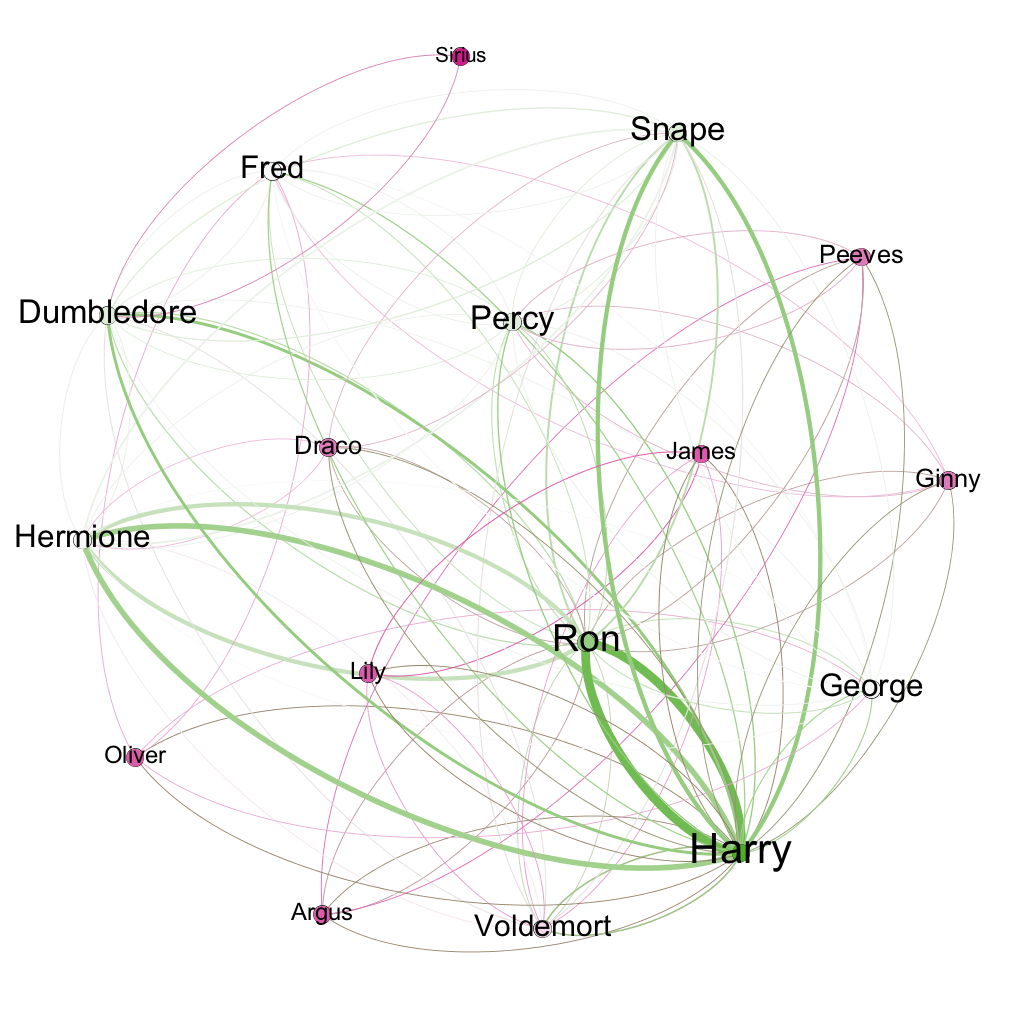 Sirius
Snape
Fred
Peeves
Dumbledore
Percy
Draco
James
Ginny
Hermione
Ron
Lily
George
Oliver
Harry
Argus
Voldemort